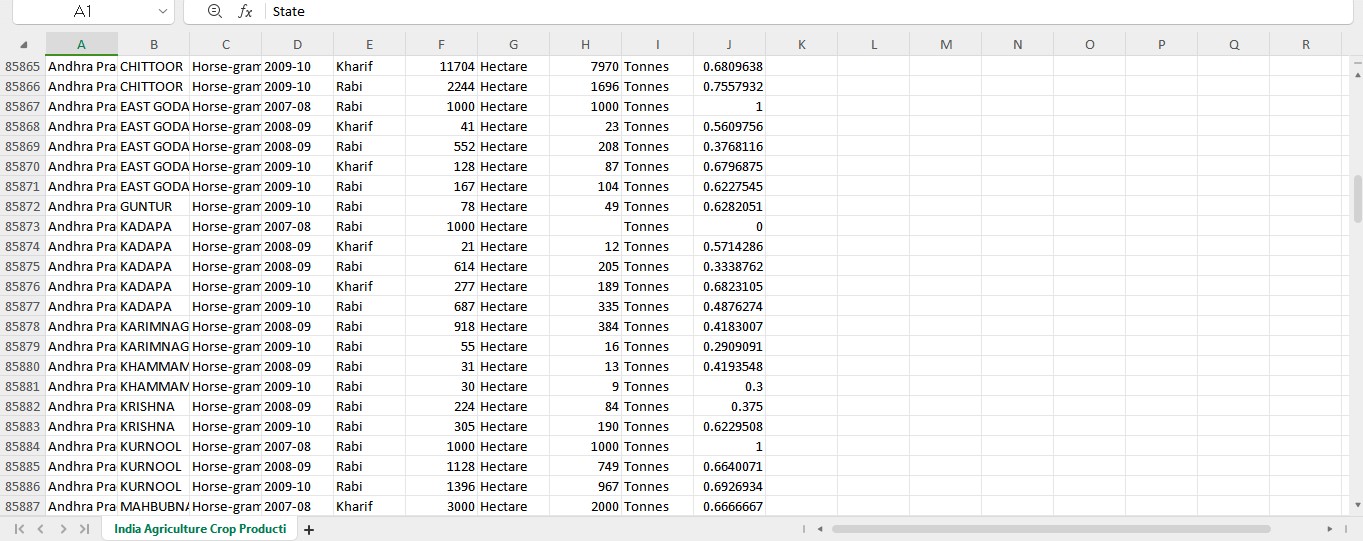 A1 fx State
A B C D E F G H I J K L M N O P Q R
85865 Andhra Pra CHITTOOR Horse-gram 2009-10 Kharif 11704 Hectare 7970 Tonnes 0.6809638
85866 Andhra Pra CHITTOOR Horse-gram 2009-10 Rabi 2244 Hectare 1696 Tonnes 0.7557932
85867 Andhra Pra EAST GODA Horse-gram 2007-08 Rabi 1000 Hectare 1000 Tonnes 1
85868 Andhra Pra EAST GODA Horse-gram 2008-09 Kharif 41 Hectare 23 Tonnes 0.5609756
85869 Andhra Pra EAST GODA Horse-gram 2008-09 Rabi 552 Hectare 208 Tonnes 0.3768116
85870 Andhra Pra EAST GODA Horse-gram 2009-10 Kharif 128 Hectare 87 Tonnes 0.6796875
85871 Andhra Pra EAST GODA Horse-gram 2009-10 Rabi 167 Hectare 104 Tonnes 0.6227545
85872 Andhra Pra GUNTUR Horse-gram 2009-10 Rabi 78 Hectare 49 Tonnes 0.6282051
85873 Andhra Pra KADAPA Horse-gram 2007-08 Rabi 1000 Hectare Tonnes 0
85874 Andhra Pra KADAPA Horse-gram 2008-09 Kharif 21 Hectare 12 Tonnes 0.5714286
85875 Andhra Pra KADAPA Horse-gram 2008-09 Rabi 614 Hectare 205 Tonnes 0.3338762
85876 Andhra Pra KADAPA Horse-gram 2009-10 Kharif 277 Hectare 189 Tonnes 0.6823105
85877 Andhra Pra KADAPA Horse-gram 2009-10 Rabi 687 Hectare 335 Tonnes 0.4876274
85878 Andhra Pra KARIMNAG Horse-gram 2008-09 Rabi 918 Hectare 384 Tonnes 0.4183007
85879 Andhra Pra KARIMNAG Horse-gram 2009-10 Rabi 55 Hectare 16 Tonnes 0.2909091
85880 Andhra Pra KHAMMAM Horse-gram 2008-09 Rabi 31 Hectare 13 Tonnes 0.4193548
85881 Andhra Pra KHAMMAM Horse-gram 2009-10 Rabi 30 Hectare 9 Tonnes 0.3
85882 Andhra Pra KRISHNA Horse-gram 2008-09 Rabi 224 Hectare 84 Tonnes 0.375
85883 Andhra Pra KRISHNA Horse-gram 2009-10 Rabi 305 Hectare 190 Tonnes 0.6229508
85884 Andhra Pra KURNOOL Horse-gram 2007-08 Rabi 1000 Hectare 1000 Tonnes 1
85885 Andhra Pra KURNOOL Horse-gram 2008-09 Rabi 1128 Hectare 749 Tonnes 0.6640071
85886 Andhra Pra KURNOOL Horse-gram 2009-10 Rabi 1396 Hectare 967 Tonnes 0.6926934
85887 Andhra Pra MAHBUBNA Horse-gram 2007-08 Kharif 3000 Hectare 2000 Tonnes 0.6666667
India Agriculture Crop Producti +